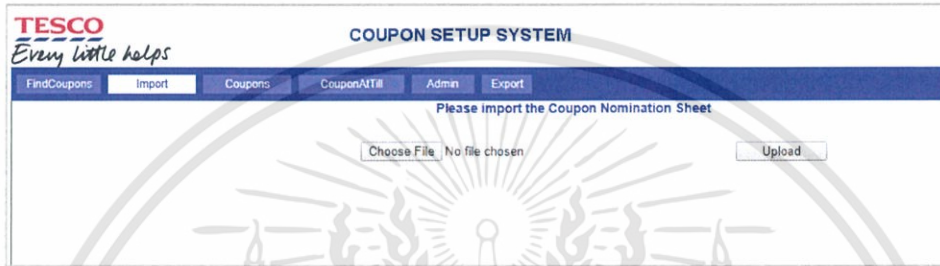 TESCO
Every little helps
COUPON SETUP SYSTEM
FindCoupons Import Coupons CouponAtTill Admin Export
Please import the Coupon Nomination Sheet
Choose File No file chosen Upload